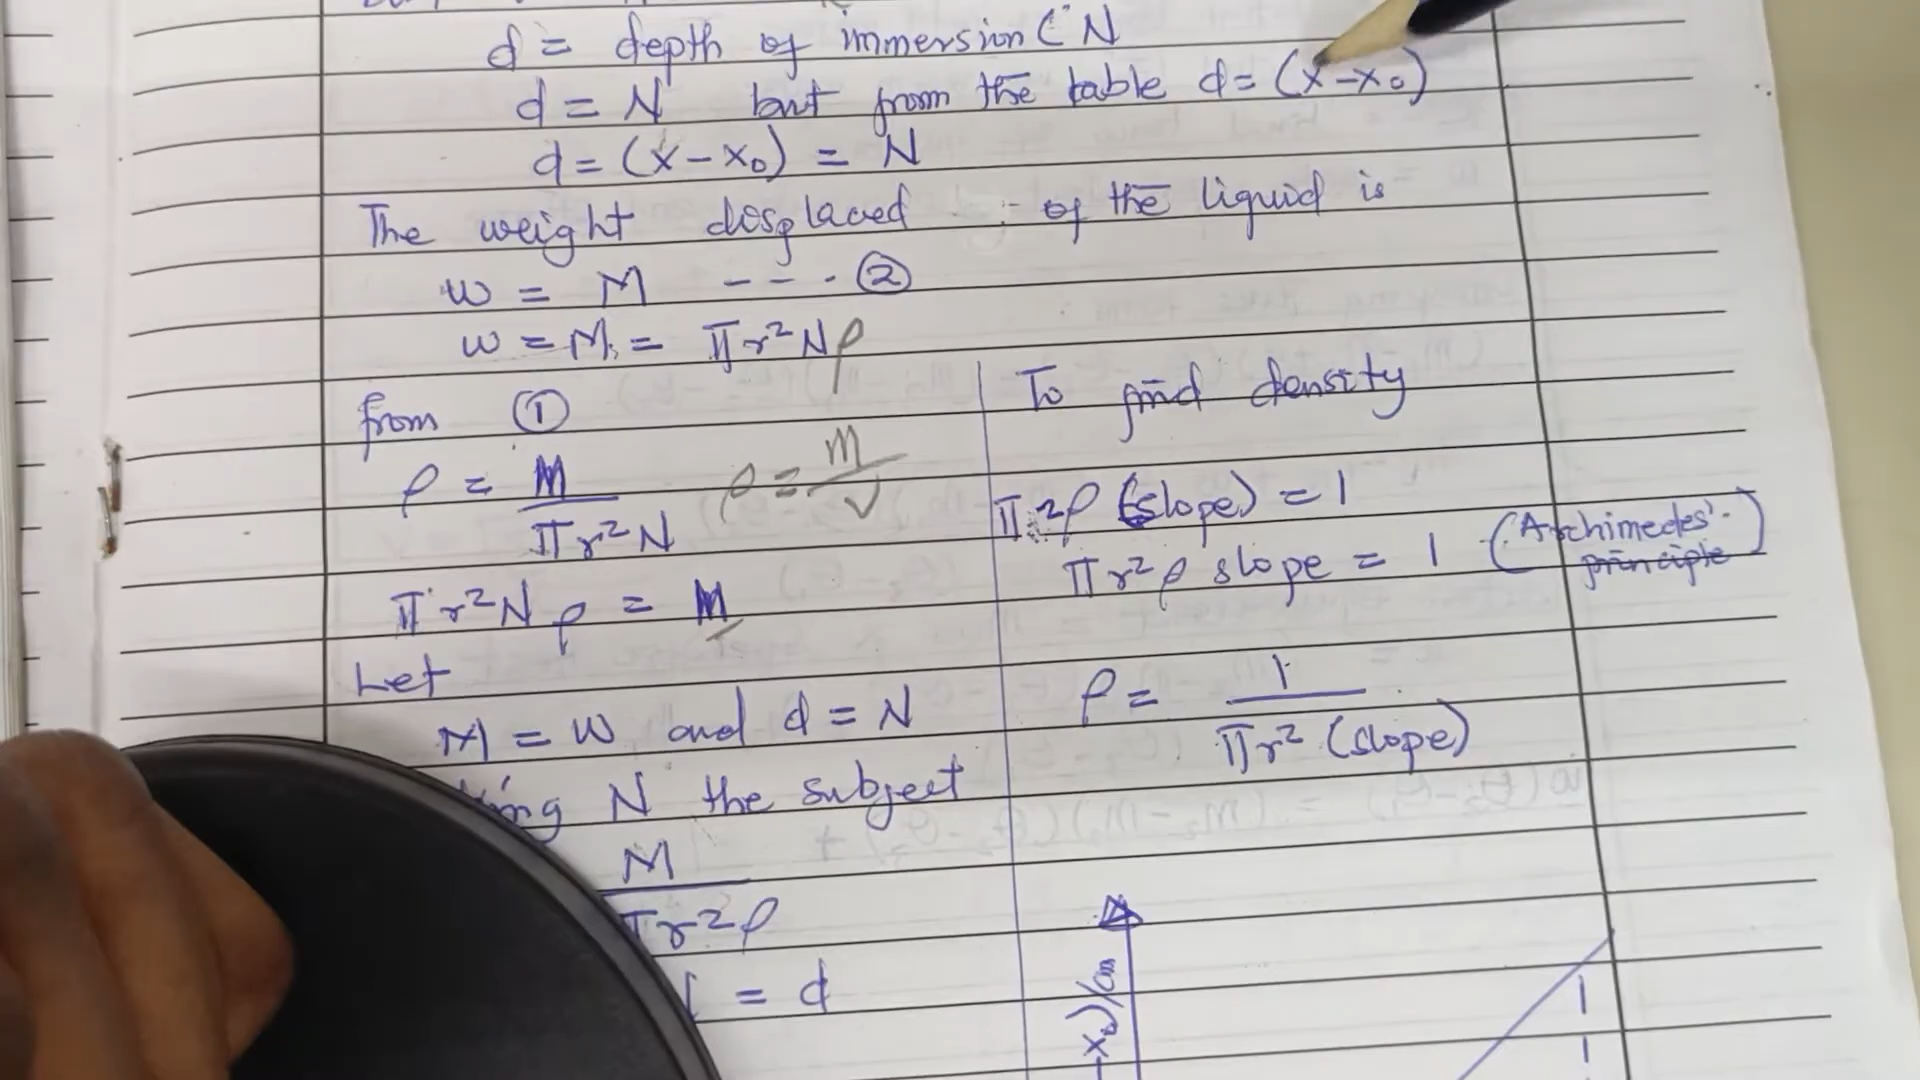 d = depth of immersion ( N
d = N but from the table d = (x - x₀)
d = (x - x₀) = N
The weight displaced of the liquid is
w = M - - - - ②
w = M = πr²Nρ
from ①
ρ = M / πr²N
ρ = m / v
πr²Nρ = M
Let
M = w and d = N
the subject
N
M / πr²ρ
= d
To find density
π r²ρ (slope) = 1
πr²ρ slope = 1 (Archimedes' principle)
ρ = 1 / πr² (slope)
x₀)/cm